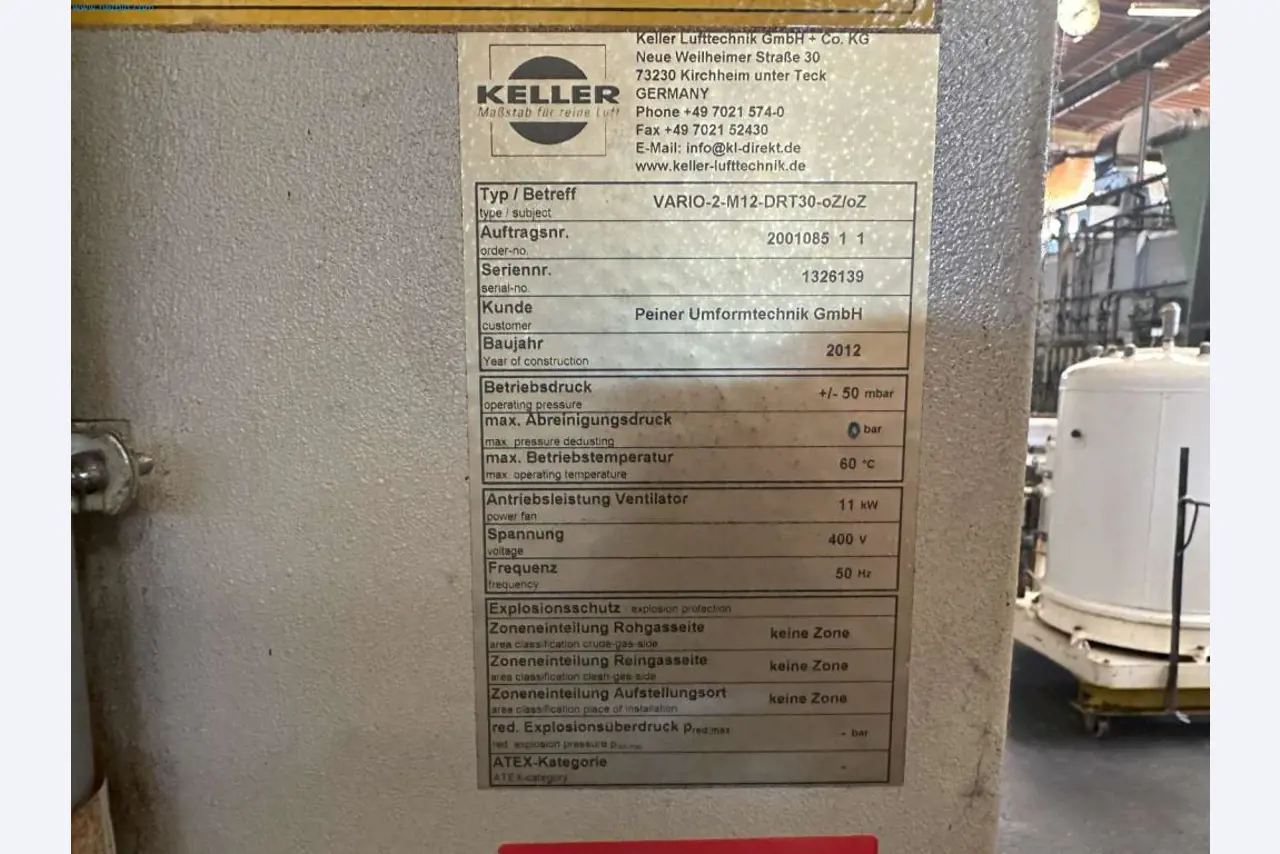 KELLER
Maßstab für reine Luft
Keller Lufttechnik GmbH + Co. KG
Neue Weilheimer Straße 30
73230 Kirchheim unter Teck
GERMANY
Phone +49 7021 574-0
Fax +49 7021 52430
E-Mail: info@kl-direkt.de
www.keller-lufttechnik.de
Typ / Betreff VARIO-2-M12-DRT30-oZ/oZ
type / subject
Auftragsnr. 2001085 1 1
order-no.
Seriennr. 1326139
serial-no.
Kunde Peiner Umformtechnik GmbH
customer
Baujahr 2012
Year of construction
Betriebsdruck +/- 50 mbar
operating pressure
max. Abreinigungsdruck bar
max. pressure dedusting
max. Betriebstemperatur 60 °C
max. operating temperature
Antriebsleistung Ventilator 11 kW
power fan
Spannung 400 V
voltage
Frequenz 50 Hz
frequency
Explosionsschutz explosion protection
Zoneneinteilung Rohgasseite keine Zone
area classification crude-gas-side
Zoneneinteilung Reingasseite keine Zone
area classification clean-gas-side
Zoneneinteilung Aufstellungsort keine Zone
area classification place of installation
red. Explosionsüberdruck pred,max - bar
red. explosion pressure
ATEX-Kategorie -
ATEX-category